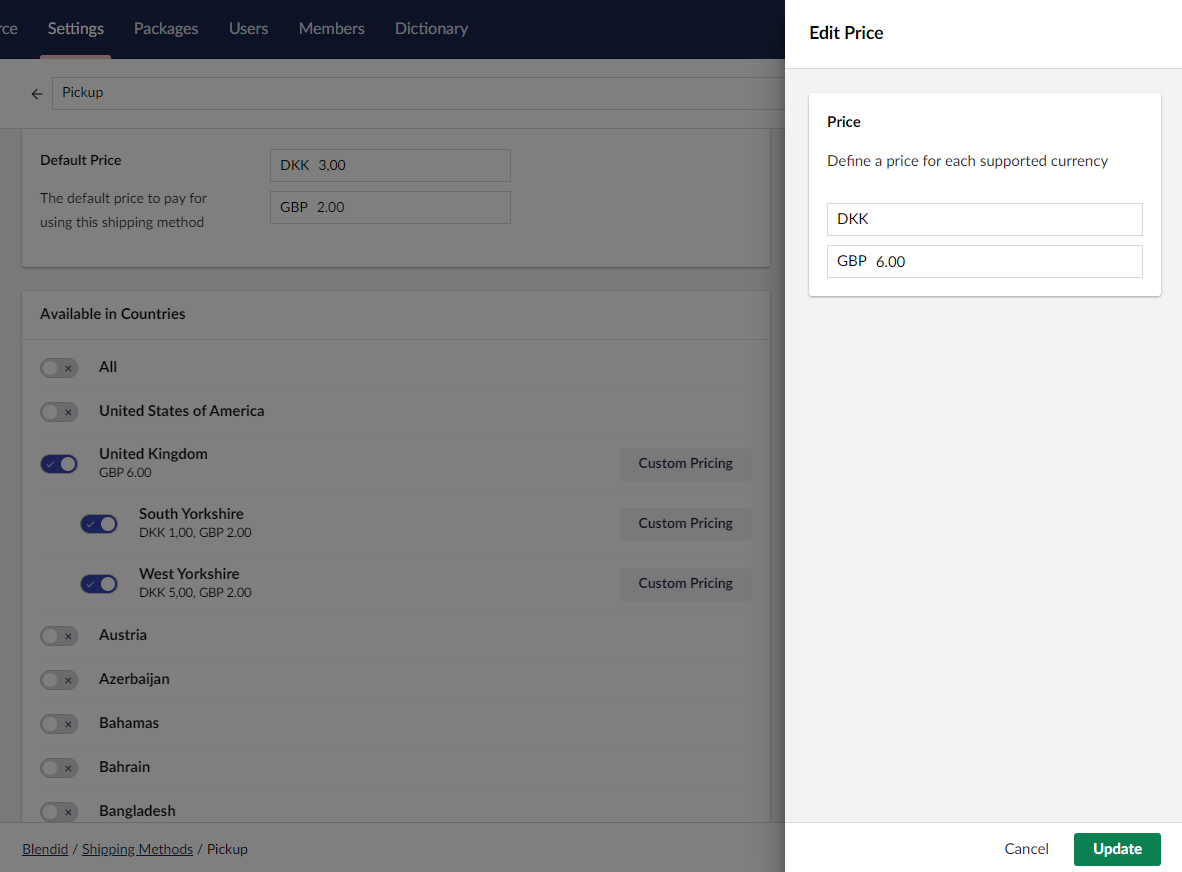 rce Settings Packages Users Members Dictionary
Pickup
Default Price
The default price to pay for
using this shipping method
DKK 3,00
GBP 2.00
Available in Countries
All
United States of America
United Kingdom
GBP 6.00
Custom Pricing
South Yorkshire
DKK 1,00, GBP 2.00
Custom Pricing
West Yorkshire
DKK 5,00, GBP 2.00
Custom Pricing
Austria
Azerbaijan
Bahamas
Bahrain
Bangladesh
Blendid / Shipping Methods / Pickup
Edit Price
Price
Define a price for each supported currency
DKK
GBP 6.00
Cancel
Update